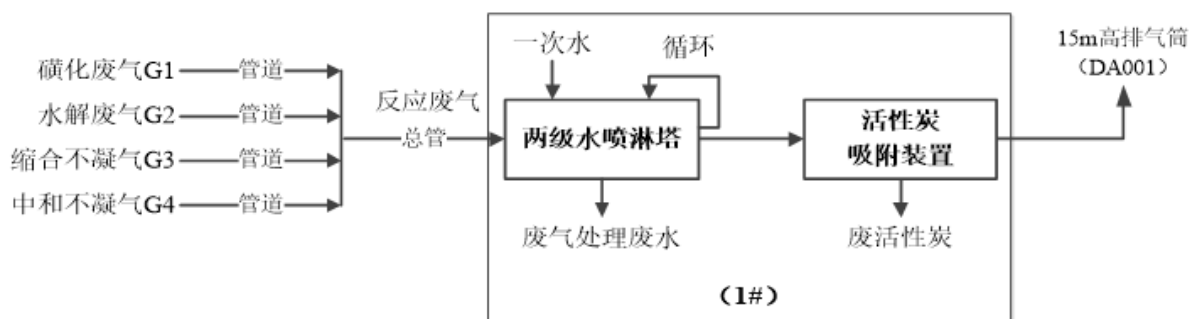 一次水
循环
15m高排气筒
（DA001）
磺化废气G1
管道
水解废气G2
管道
缩合不凝气G3
管道
中和不凝气G4
管道
反应废气
总管
两级水喷淋塔
活性炭
吸附装置
废气处理废水
废活性炭
（1#）